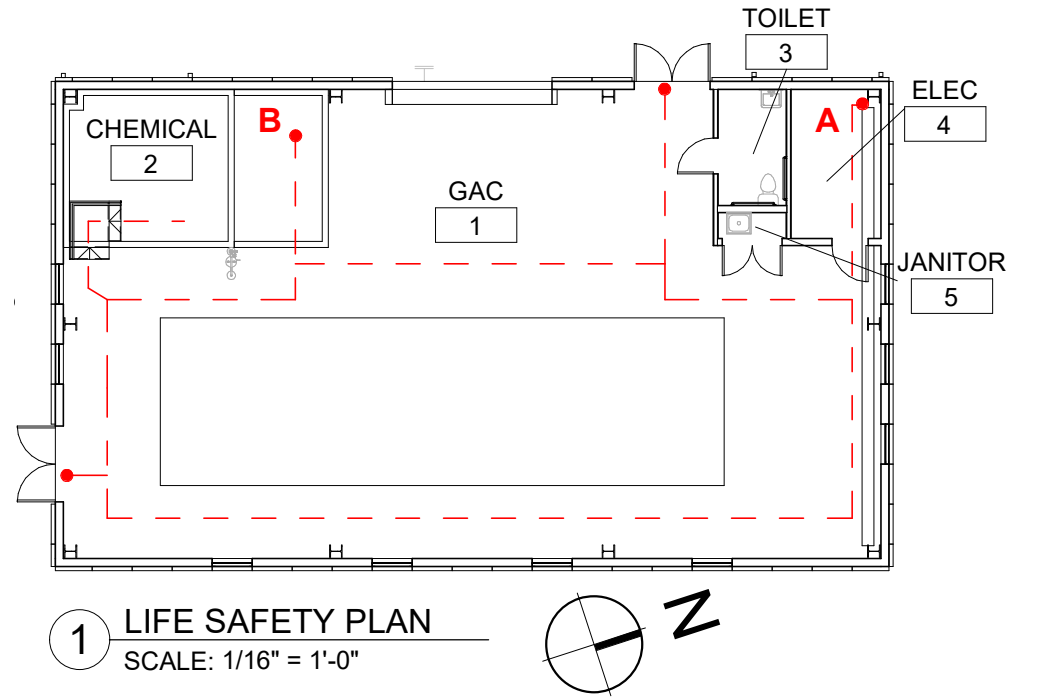 TOILET
3
ELEC
4
CHEMICAL
2
B
A
GAC
1
JANITOR
5
1
LIFE SAFETY PLAN
SCALE: 1/16" = 1'-0"
N